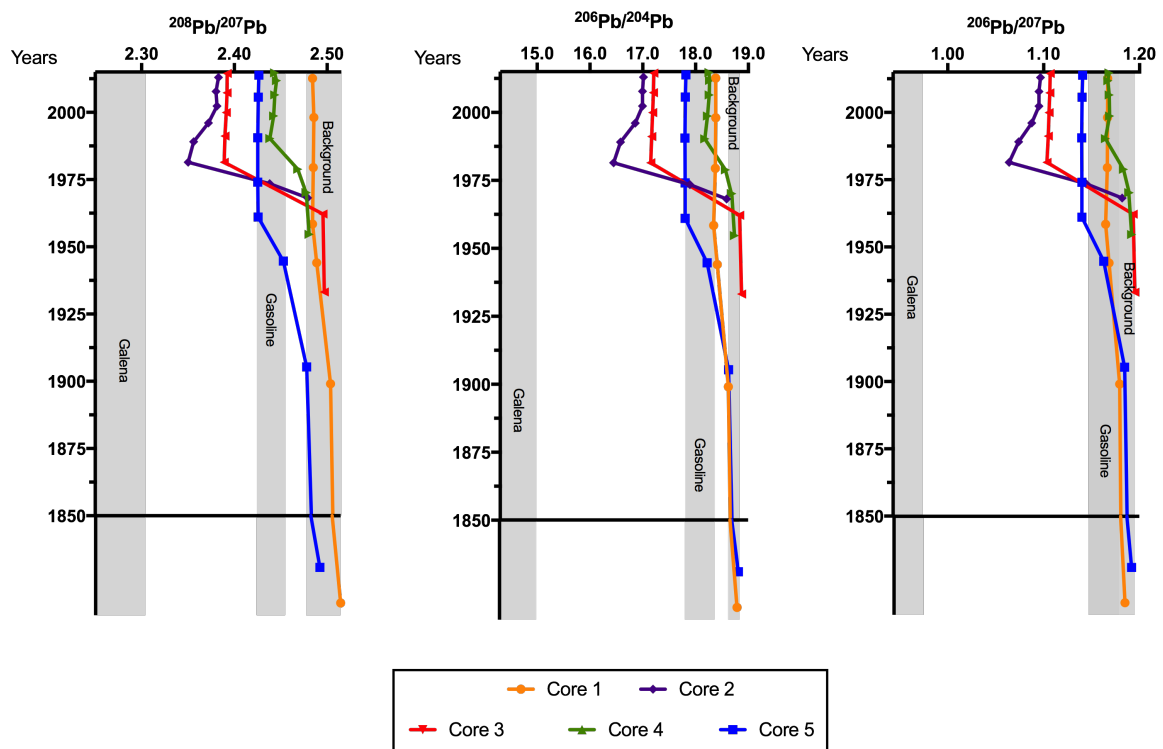 ²⁰⁸Pb/²⁰⁷Pb
Years 2.30 2.40 2.50
2000
1975
1950
1925
1900
1875
1850
Galena
Gasoline
Background
²⁰⁶Pb/²⁰⁴Pb
Years 15.0 16.0 17.0 18.0 19.0
2000
1975
1950
1925
1900
1875
1850
Galena
Gasoline
Background
²⁰⁶Pb/²⁰⁷Pb
Years 1.00 1.10 1.20
2000
1975
1950
1925
1900
1875
1850
Galena
Gasoline
Background
Core 1 Core 2
Core 3 Core 4 Core 5